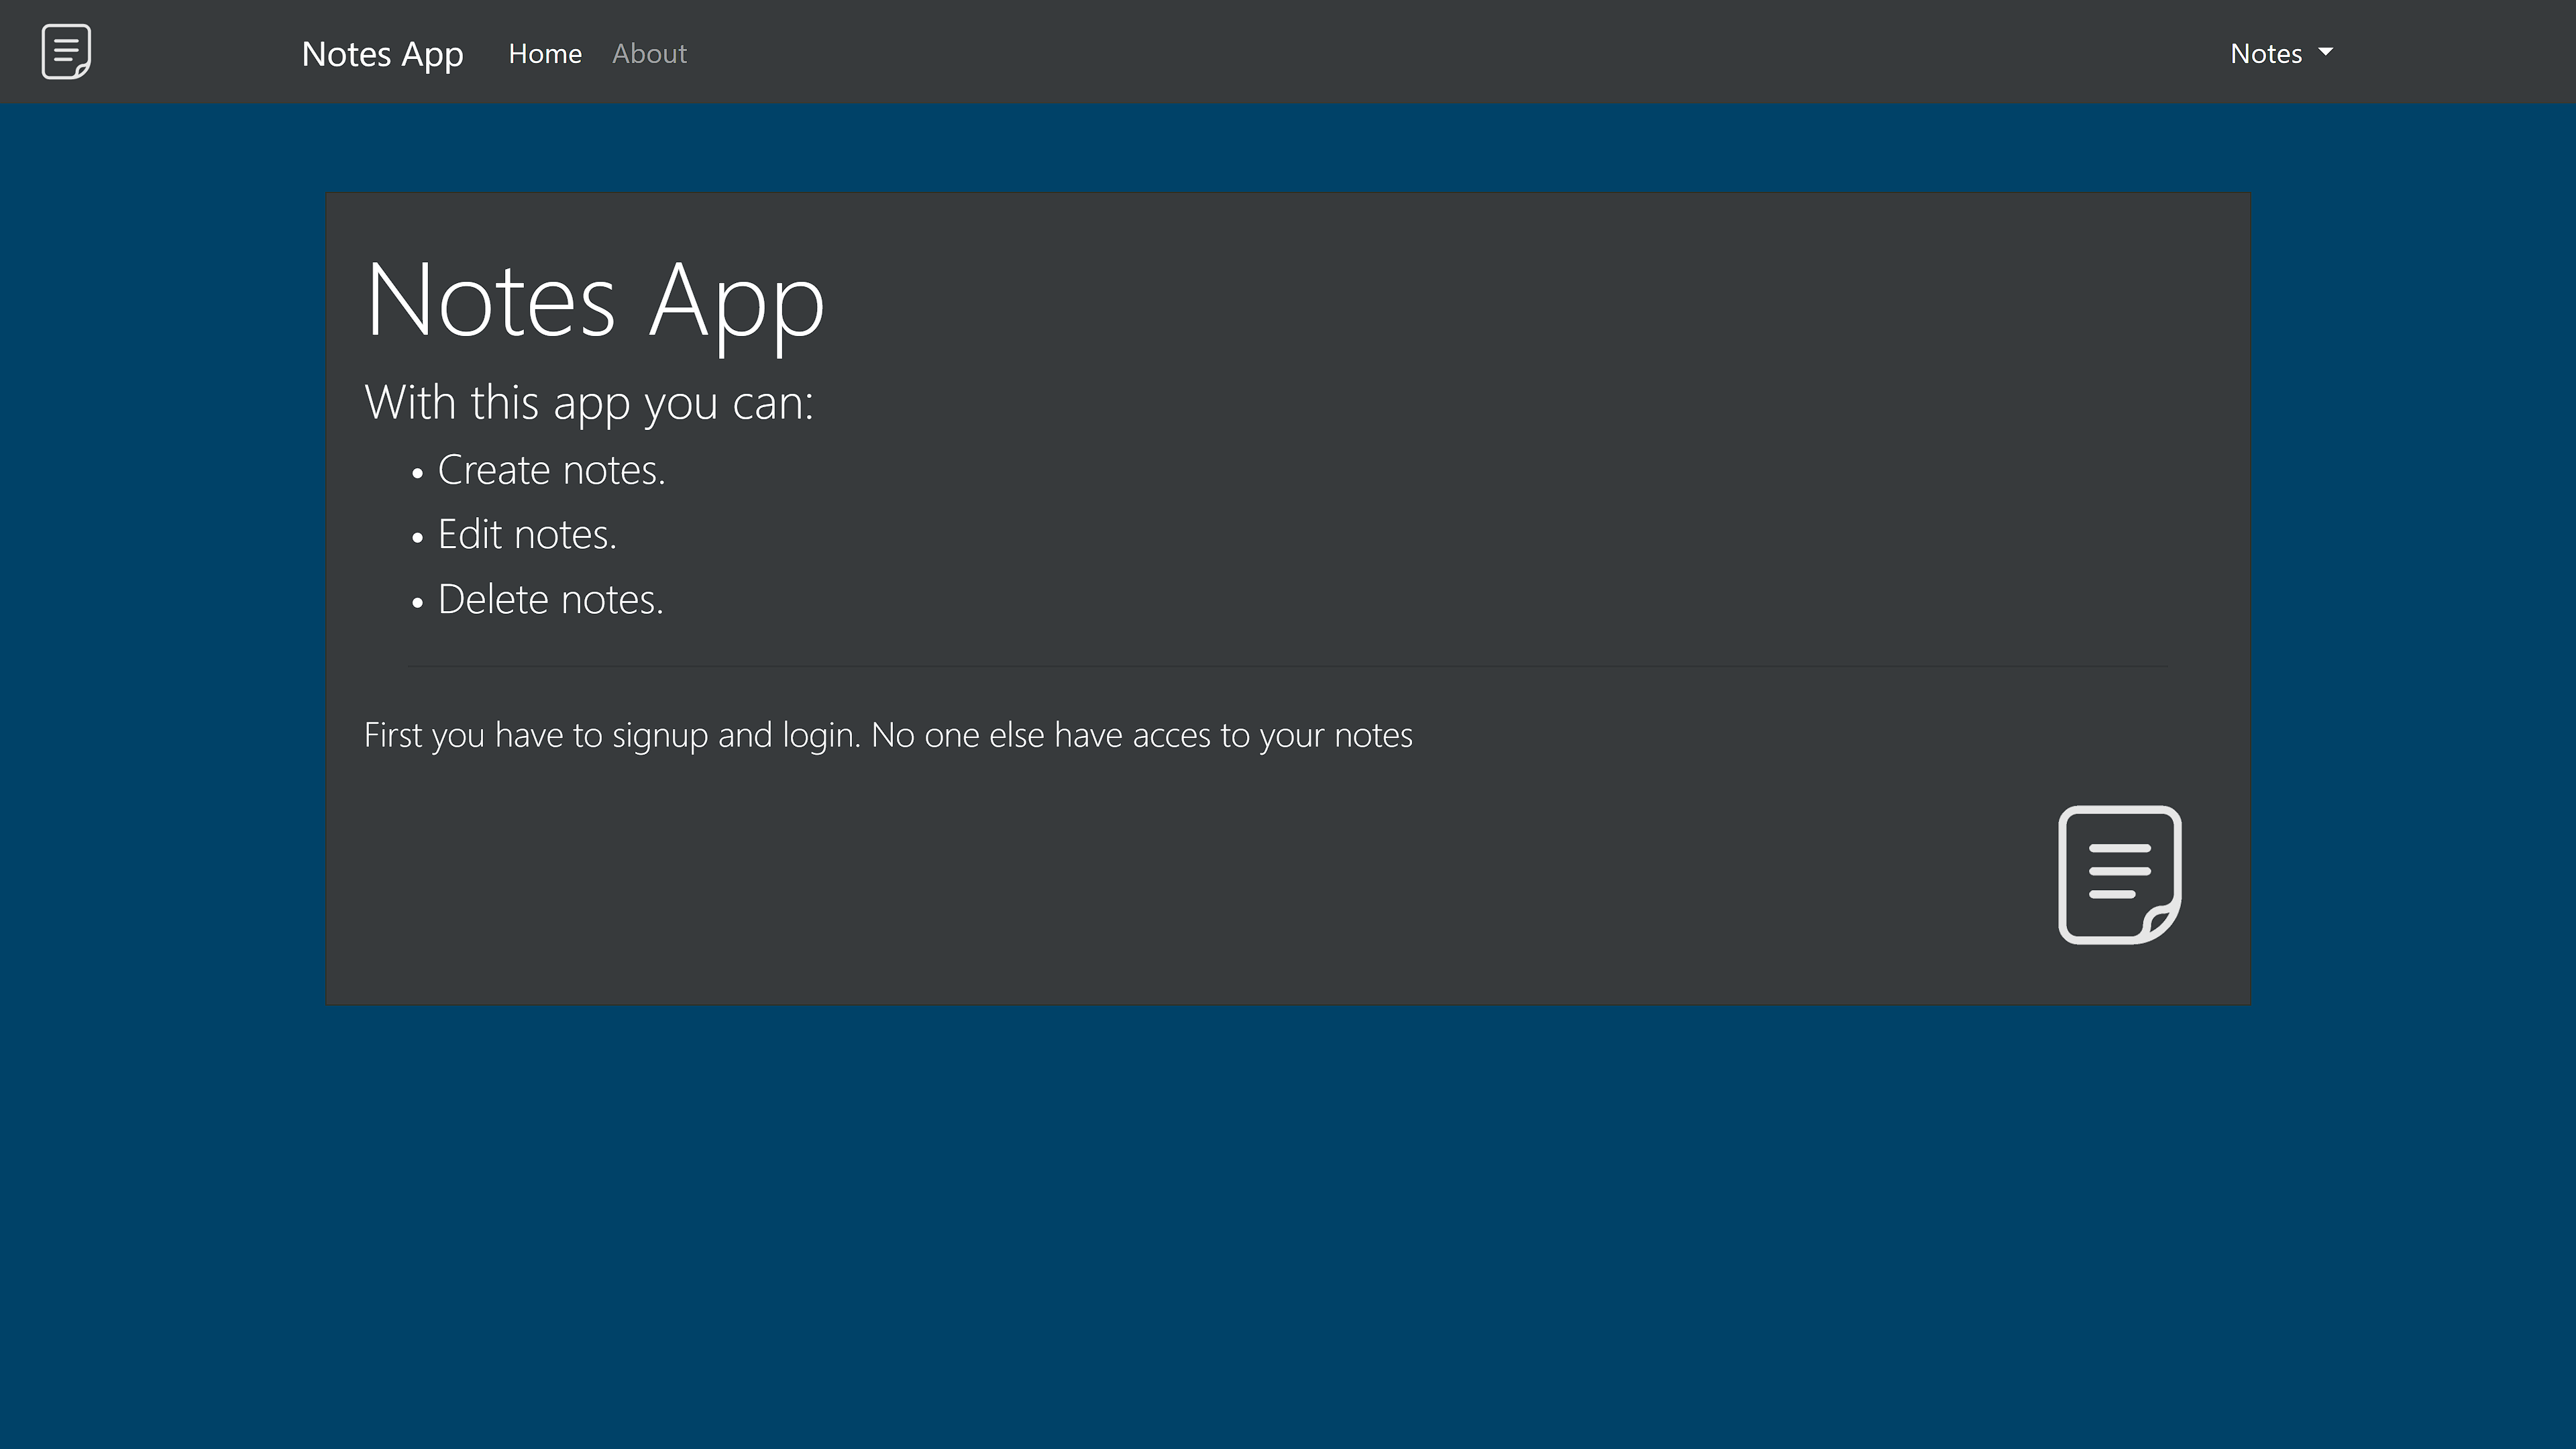 Notes App Home About Notes
Notes App
With this app you can:
• Create notes.
• Edit notes.
• Delete notes.
First you have to signup and login. No one else have acces to your notes